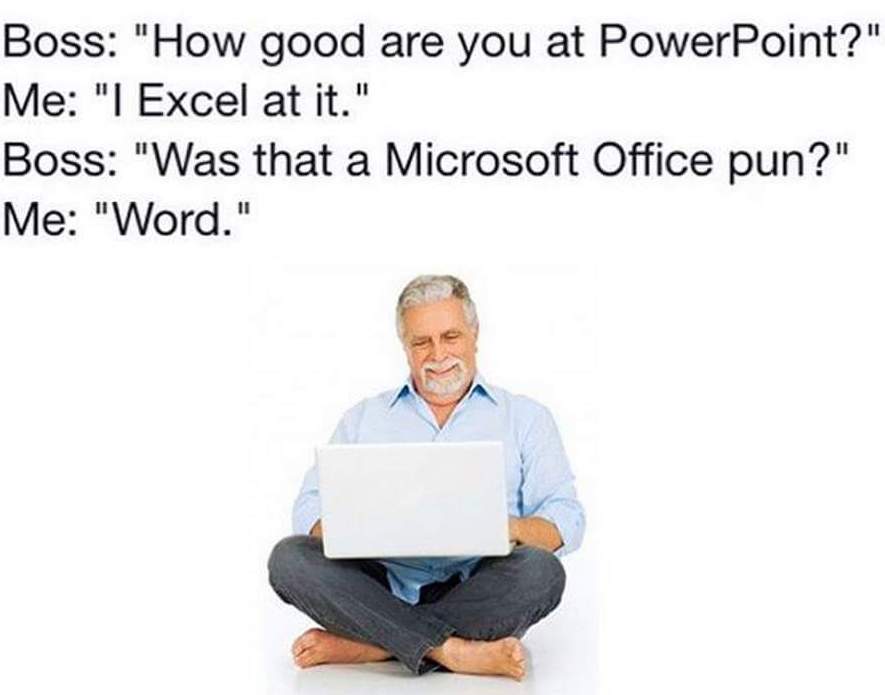 Boss: "How good are you at PowerPoint?"
Me: "I Excel at it."
Boss: "Was that a Microsoft Office pun?"
Me: "Word."